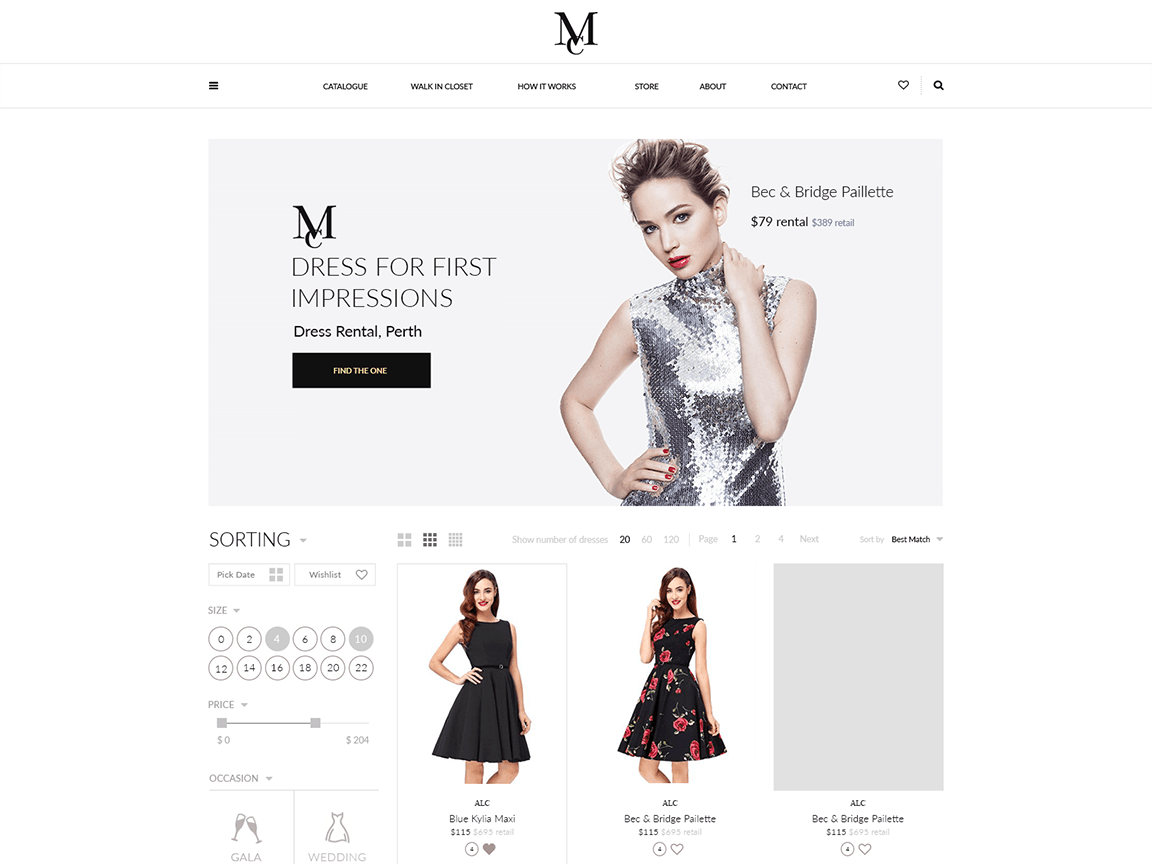 MC
CATALOGUE WALK IN CLOSET HOW IT WORKS STORE ABOUT CONTACT
MC
DRESS FOR FIRST
IMPRESSIONS
Dress Rental, Perth
FIND THE ONE
Bec & Bridge Paillette
$79 rental $389 retail
SORTING
Show number of dresses 20 60 120 Page 1 2 4 Next Sort by Best Match
Pick Date Wishlist
SIZE
0 2 4 6 8 10
12 14 16 18 20 22
PRICE
$ 0 $ 204
OCCASION
GALA WEDDING
ALC
Blue Kylia Maxi
$115 $695 retail
4
ALC
Bec & Bridge Paillette
$115 $695 retail
4
ALC
Bec & Bridge Paillette
$115 $695 retail
4